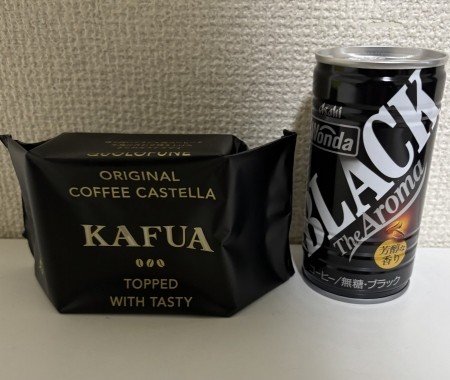 QUOLOFUNE
ORIGINAL
COFFEE CASTELLA
KAFUA
TOPPED
WITH TASTY
Asahi
Wonda
BLACK
The Aroma
芳醇な
香り
コーヒー/無糖・ブラック